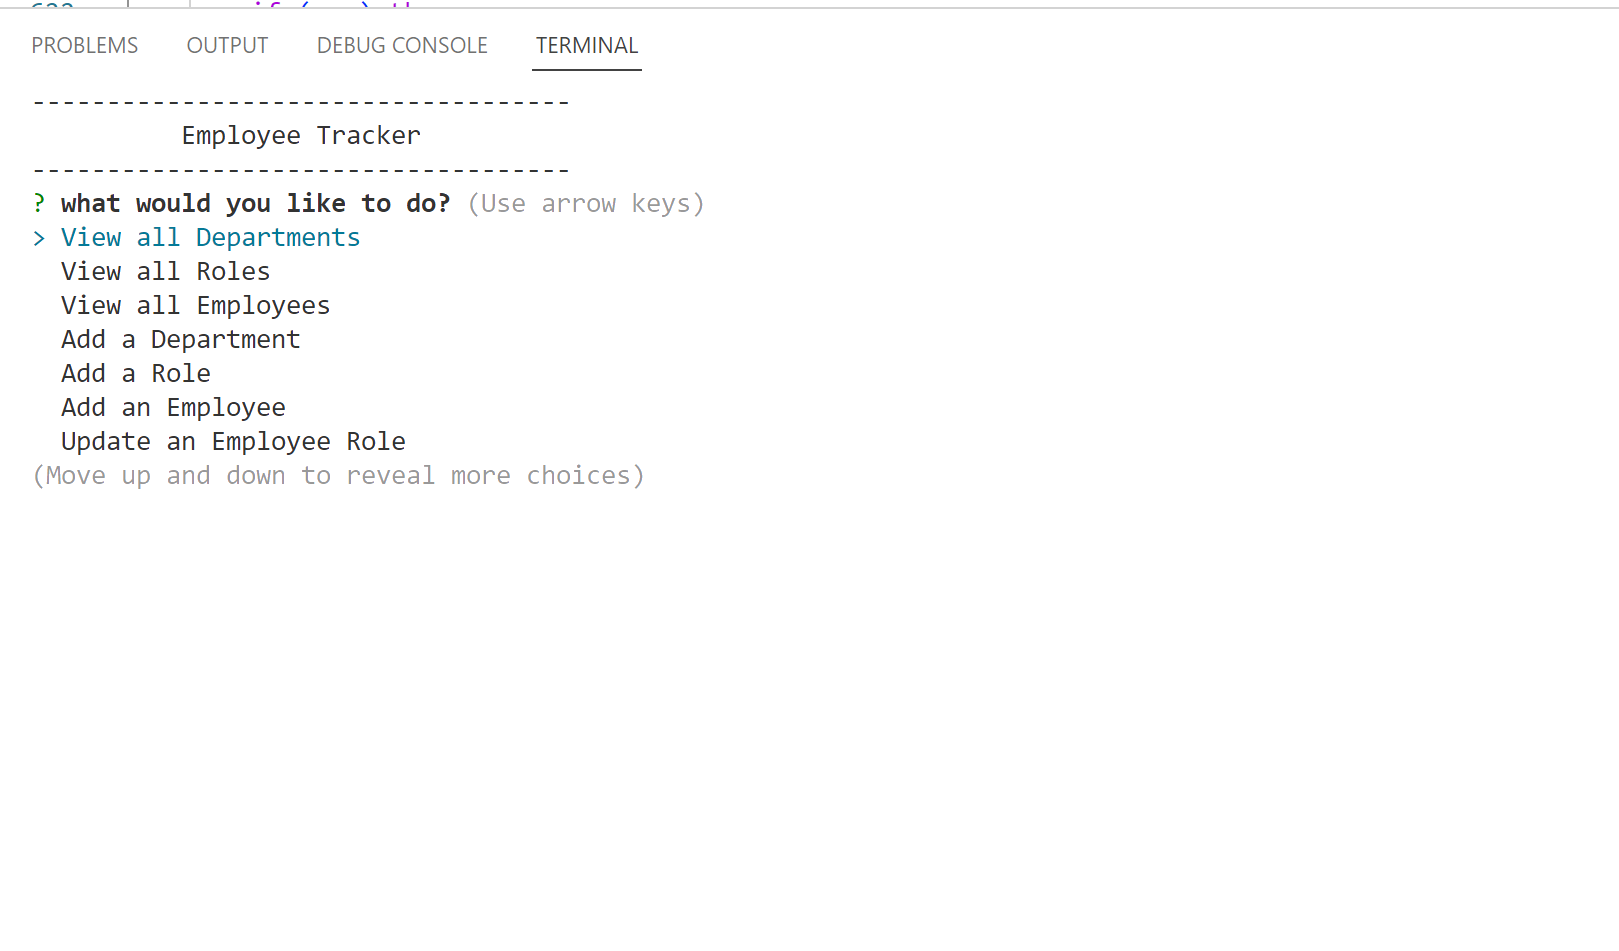 PROBLEMS OUTPUT DEBUG CONSOLE TERMINAL
------------------------------------
Employee Tracker
------------------------------------
? what would you like to do? (Use arrow keys)
> View all Departments
View all Roles
View all Employees
Add a Department
Add a Role
Add an Employee
Update an Employee Role
(Move up and down to reveal more choices)